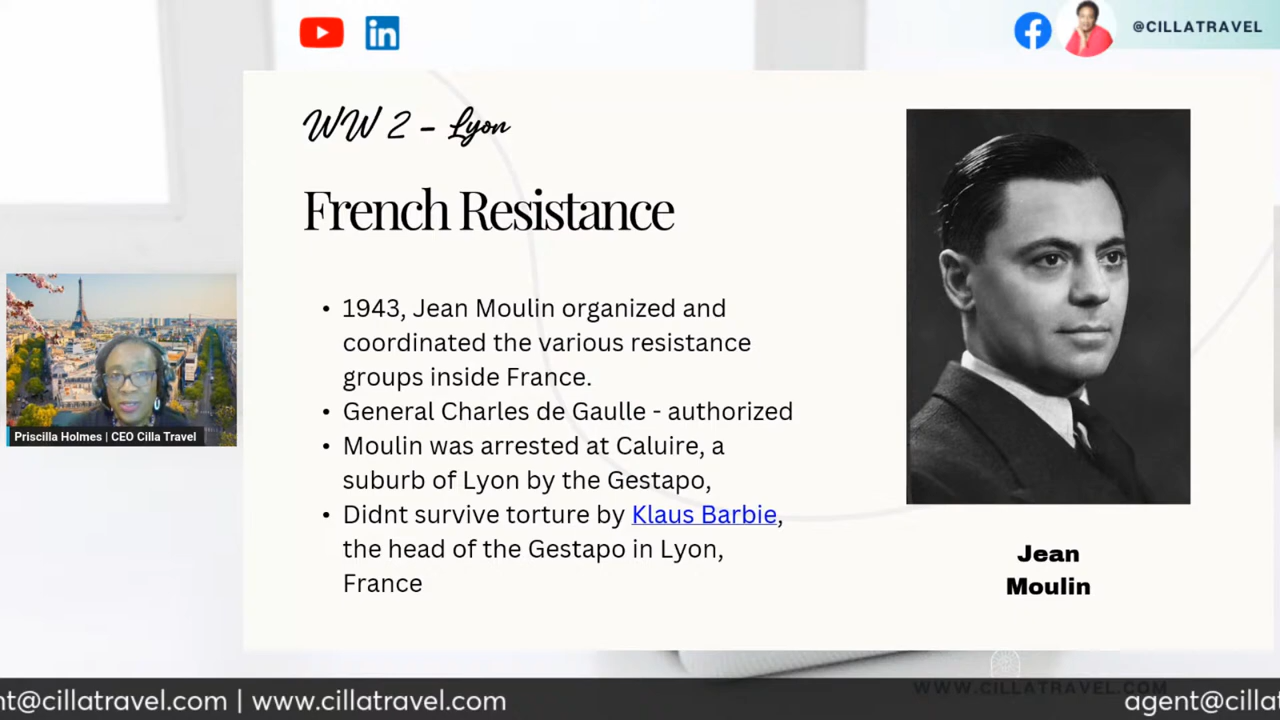 @CILLATRAVEL
WW 2 - Lyon
French Resistance
• 1943, Jean Moulin organized and
coordinated the various resistance
groups inside France.
• General Charles de Gaulle - authorized
• Moulin was arrested at Caluire, a
suburb of Lyon by the Gestapo,
• Didnt survive torture by Klaus Barbie,
the head of the Gestapo in Lyon,
France
Jean
Moulin
Priscilla Holmes | CEO Cilla Travel
WWW.CILLATRAVEL.COM
nt@cillatravel.com | www.cillatravel.com
agent@cilla